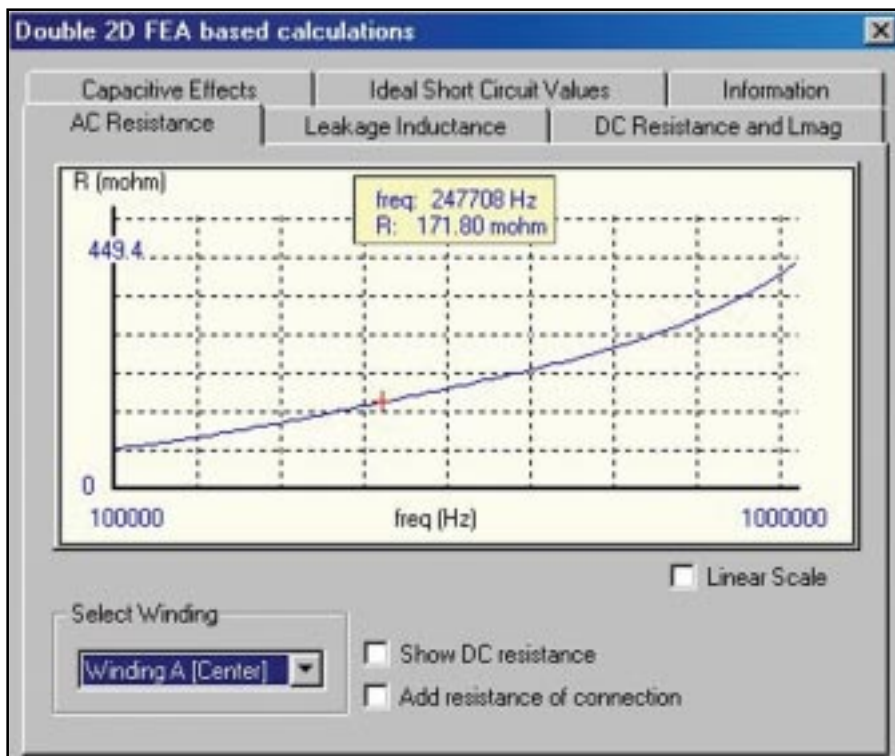 Double 2D FEA based calculations
Capacitive Effects Ideal Short Circuit Values Information
AC Resistance Leakage Inductance DC Resistance and Lmag
R (mohm)
freq: 247708 Hz
R: 171.80 mohm
449.4
0
100000 freq (Hz) 1000000
Linear Scale
Select Winding
Winding A [Center]
Show DC resistance
Add resistance of connection